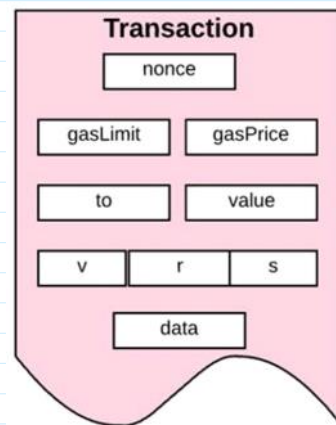 Transaction
nonce
gasLimit gasPrice
to value
v r s
data